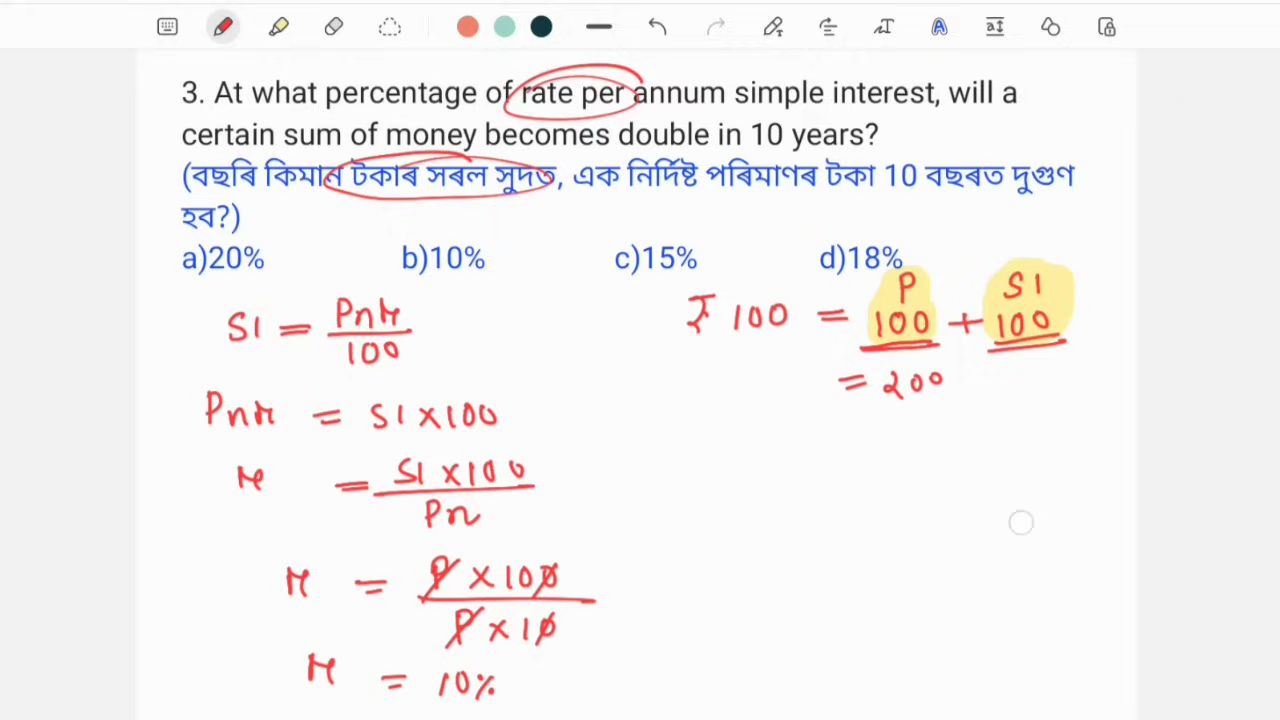 3. At what percentage of rate per annum simple interest, will a
certain sum of money becomes double in 10 years?
(বছৰি কিমান টকাৰ সৰল সুদত, এক নিৰ্দিষ্ট পৰিমাণৰ টকা 10 বছৰত দুগুণ
হব?)
a)20% b)10% c)15% d)18%
SI = Pnr / 100
Pnr = SI × 100
r = SI × 100 / Pn
r = P × 100 / P × 10
r = 10%
P SI
₹ 100 = 100 + 100
= 200